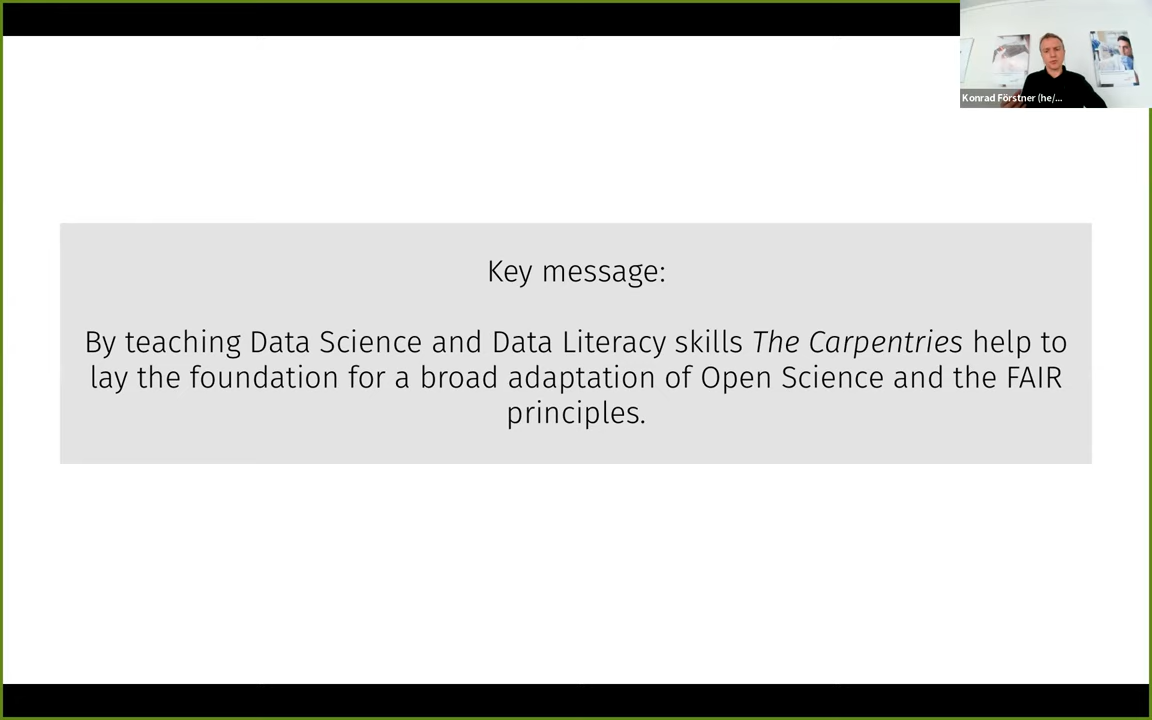 Konrad Förstner (he/...
Key message:
By teaching Data Science and Data Literacy skills The Carpentries help to
lay the foundation for a broad adaptation of Open Science and the FAIR
principles.